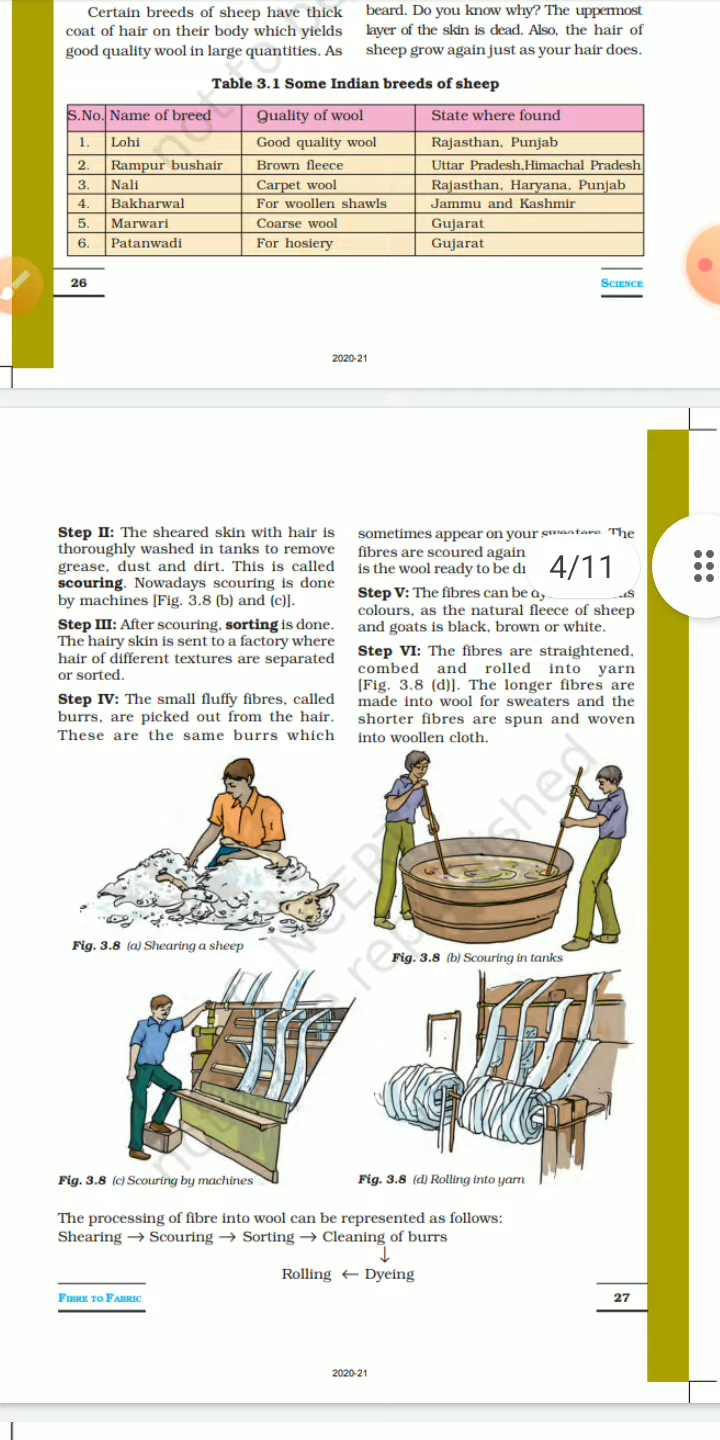 Certain breeds of sheep have thick
coat of hair on their body which yields
good quality wool in large quantities. As
beard. Do you know why? The uppermost
layer of the skin is dead. Also, the hair of
sheep grow again just as your hair does.
Table 3.1 Some Indian breeds of sheep
S.No. Name of breed Quality of wool State where found
1. Lohi Good quality wool Rajasthan, Punjab
2. Rampur bushair Brown fleece Uttar Pradesh,Himachal Pradesh
3. Nali Carpet wool Rajasthan, Haryana, Punjab
4. Bakharwal For woollen shawls Jammu and Kashmir
5. Marwari Coarse wool Gujarat
6. Patanwadi For hosiery Gujarat
26 SCIENCE
2020-21
Step II: The sheared skin with hair is
thoroughly washed in tanks to remove
grease, dust and dirt. This is called
scouring. Nowadays scouring is done
by machines [Fig. 3.8 (b) and (c)].
Step III: After scouring, sorting is done.
The hairy skin is sent to a factory where
hair of different textures are separated
or sorted.
Step IV: The small fluffy fibres, called
burrs, are picked out from the hair.
These are the same burrs which
sometimes appear on your sweaters. The
fibres are scoured again
is the wool ready to be
4/11
Step V: The fibres can be
colours, as the natural fleece of sheep
and goats is black, brown or white.
Step VI: The fibres are straightened,
combed and rolled into yarn
[Fig. 3.8 (d)]. The longer fibres are
made into wool for sweaters and the
shorter fibres are spun and woven
into woollen cloth.
Fig. 3.8 (a) Shearing a sheep
Fig. 3.8 (b) Scouring in tanks
Fig. 3.8 (c) Scouring by machines
Fig. 3.8 (d) Rolling into yarn
The processing of fibre into wool can be represented as follows:
Shearing → Scouring → Sorting → Cleaning of burrs
↓
Rolling ← Dyeing
FIBRE TO FABRIC 27
2020-21